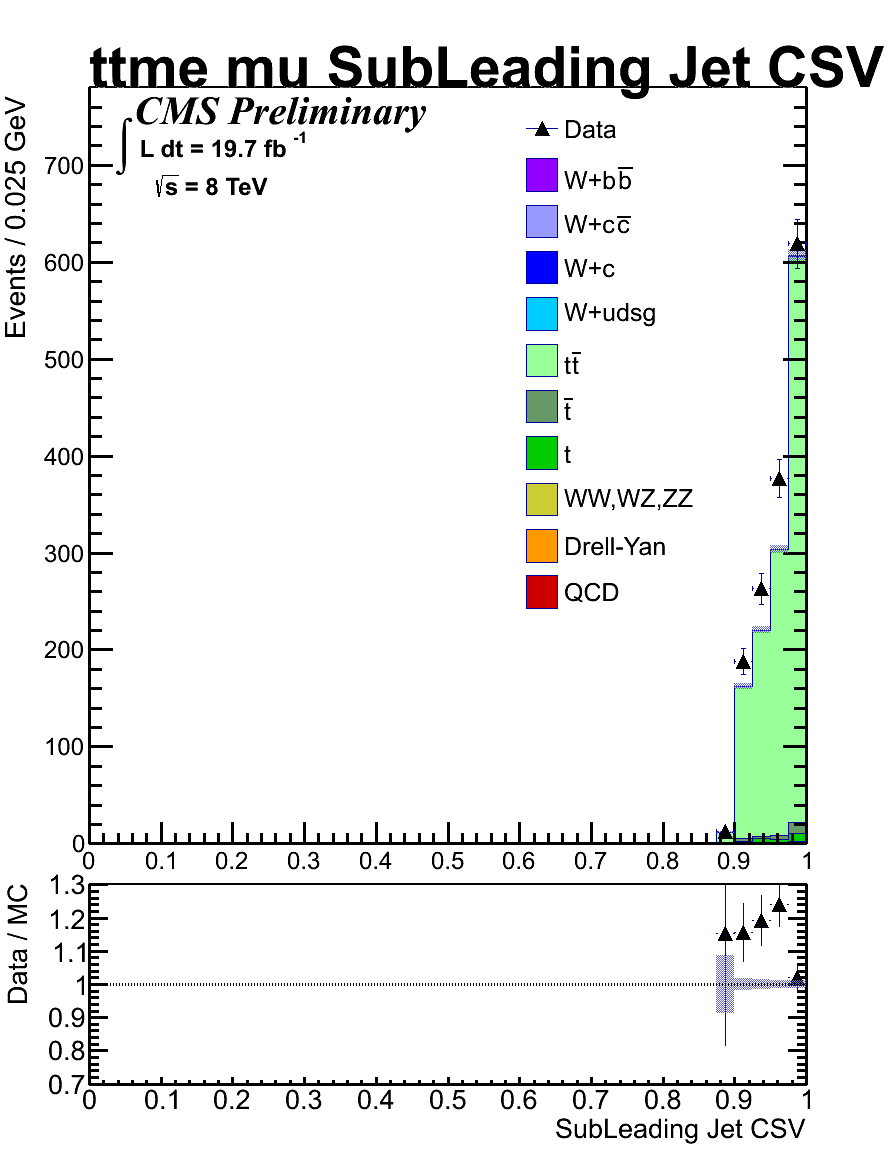 ttme mu SubLeading Jet CSV
CMS Preliminary
∫ L dt = 19.7 fb⁻¹
√s = 8 TeV
Events / 0.025 GeV
700
600
500
400
300
200
100
0
0 0.1 0.2 0.3 0.4 0.5 0.6 0.7 0.8 0.9 1
Data
W+bb̅
W+cc̅
W+c
W+udsg
tt̅
t̅
t
WW,WZ,ZZ
Drell-Yan
QCD
Data / MC
1.3
1.2
1.1
1
0.9
0.8
0.7
0 0.1 0.2 0.3 0.4 0.5 0.6 0.7 0.8 0.9 1
SubLeading Jet CSV